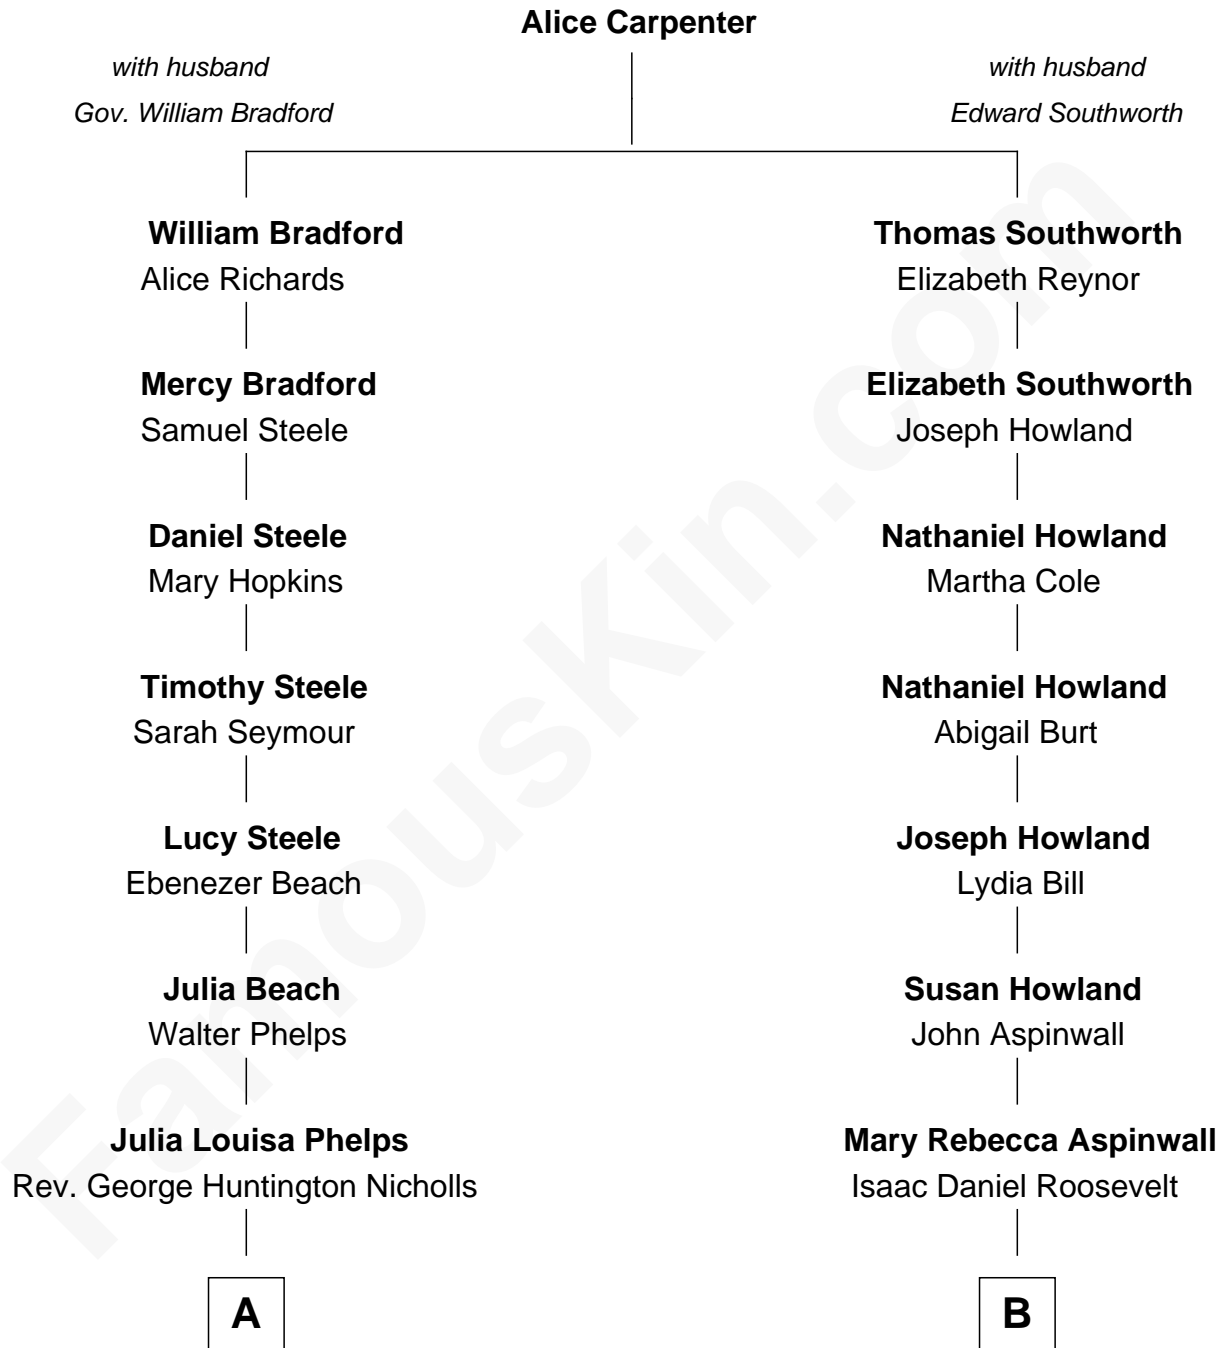 Alice Carpenter
with husband
Gov. William Bradford
with husband
Edward Southworth
William Bradford
Alice Richards
Thomas Southworth
Elizabeth Reynor
Mercy Bradford
Samuel Steele
Elizabeth Southworth
Joseph Howland
Daniel Steele
Mary Hopkins
Nathaniel Howland
Martha Cole
Timothy Steele
Sarah Seymour
Nathaniel Howland
Abigail Burt
Lucy Steele
Ebenezer Beach
Joseph Howland
Lydia Bill
Julia Beach
Walter Phelps
Susan Howland
John Aspinwall
Julia Louisa Phelps
Rev. George Huntington Nicholls
Mary Rebecca Aspinwall
Isaac Daniel Roosevelt
A
B
FamousKin.com